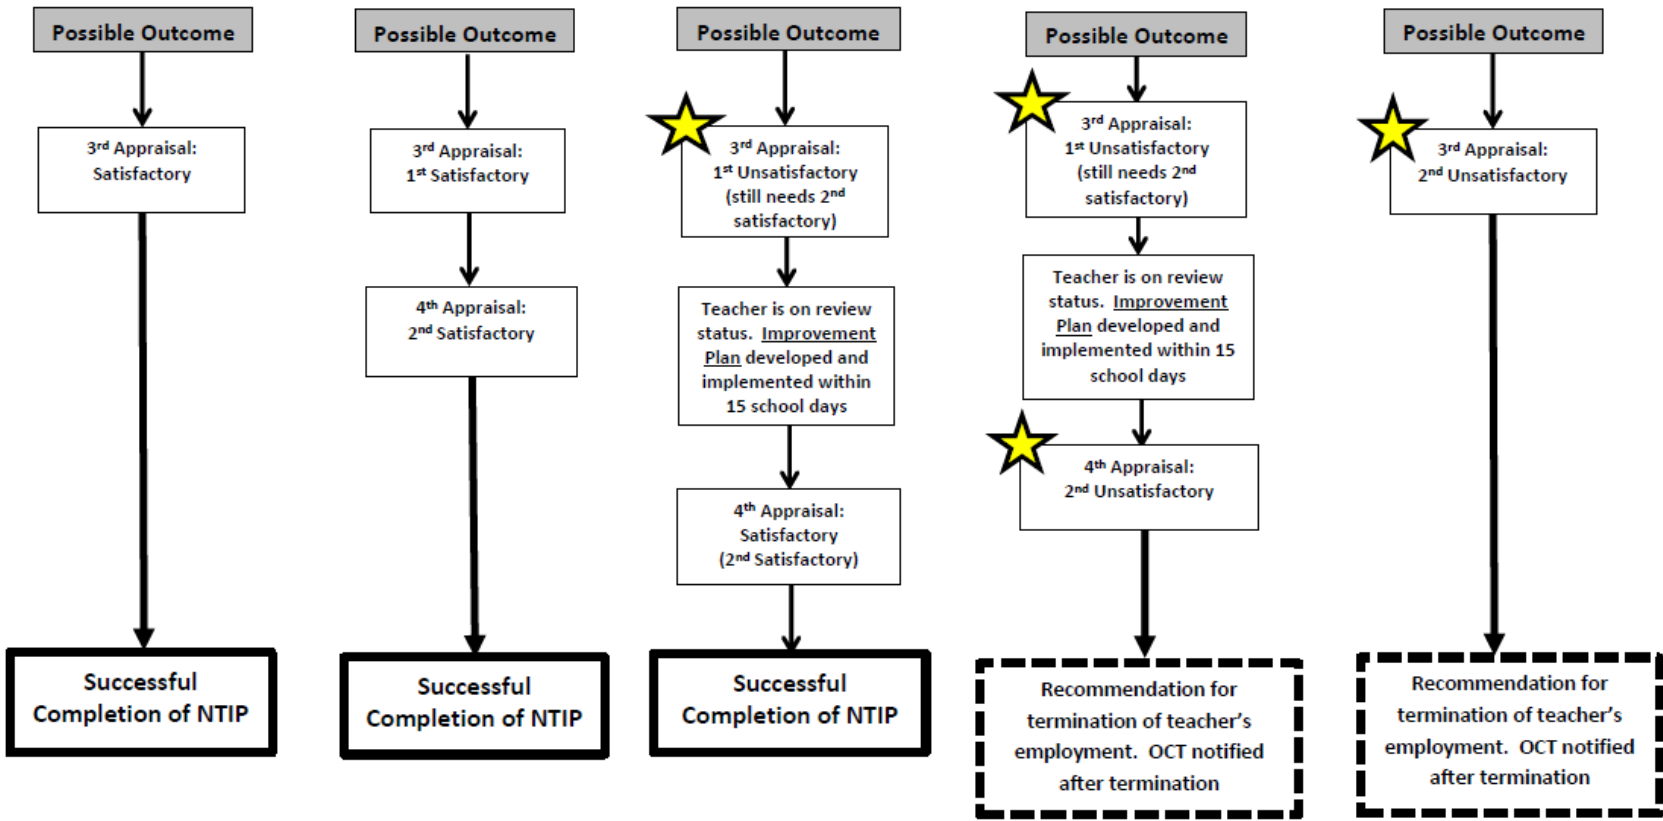 Possible Outcome
3rd Appraisal:
Satisfactory
Successful
Completion of NTIP
Possible Outcome
3rd Appraisal:
1st Satisfactory
4th Appraisal:
2nd Satisfactory
Successful
Completion of NTIP
Possible Outcome
3rd Appraisal:
1st Unsatisfactory
(still needs 2nd
satisfactory)
Teacher is on review
status. Improvement
Plan developed and
implemented within
15 school days
4th Appraisal:
Satisfactory
(2nd Satisfactory)
Successful
Completion of NTIP
Possible Outcome
3rd Appraisal:
1st Unsatisfactory
(still needs 2nd
satisfactory)
Teacher is on review
status. Improvement
Plan developed and
implemented within 15
school days
4th Appraisal:
2nd Unsatisfactory
Recommendation for
termination of teacher's
employment. OCT notified
after termination
Possible Outcome
3rd Appraisal:
2nd Unsatisfactory
Recommendation for
termination of teacher's
employment. OCT notified
after termination